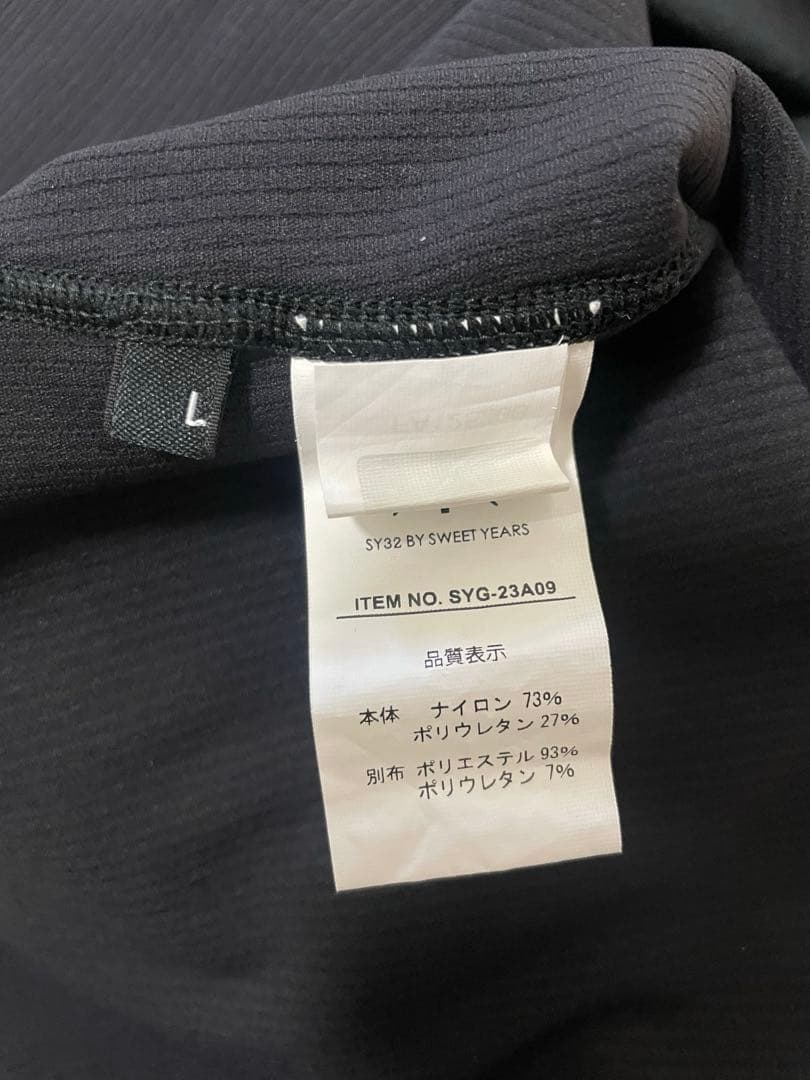 L
SY32 BY SWEET YEARS
ITEM NO. SYG-23A09
品質表示
本体 ナイロン 73%
ポリウレタン 27%
別布 ポリエステル 93%
ポリウレタン 7%